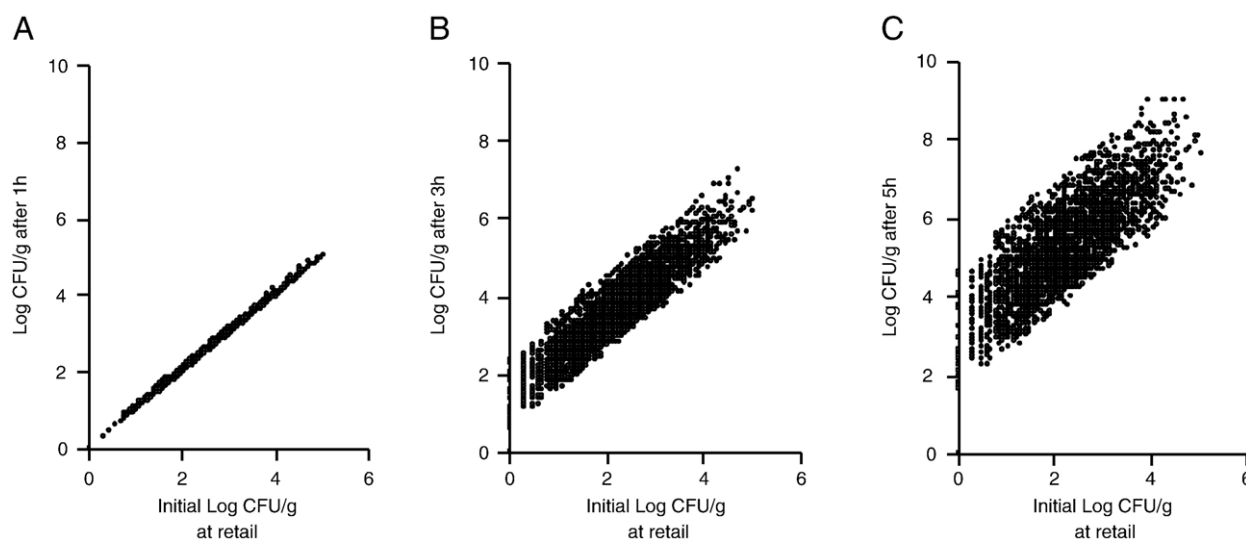 A
10
8
6
4
2
0
Log CFU/g after 1h
0 2 4 6
Initial Log CFU/g
at retail
B
10
8
6
4
2
0
Log CFU/g after 3h
0 2 4 6
Initial Log CFU/g
at retail
C
10
8
6
4
2
0
Log CFU/g after 5h
0 2 4 6
Initial Log CFU/g
at retail